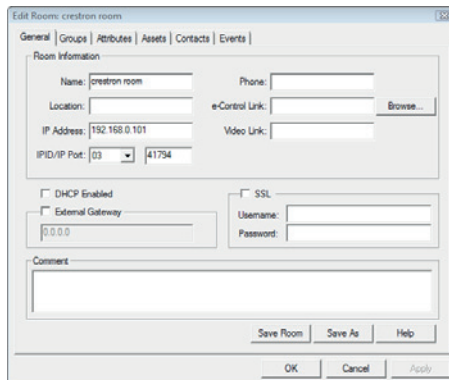 Edit Room: crestron room
General Groups Attributes Assets Contacts Events
Room Information
Name: crestron room Phone:
Location: e-Control Link: Browse...
IP Address: 192.168.0.101 Video Link:
IPID/IP Port: 03 41794
DHCP Enabled SSL
External Gateway Username:
0.0.0.0 Password:
Comment
Save Room Save As Help
OK Cancel Apply